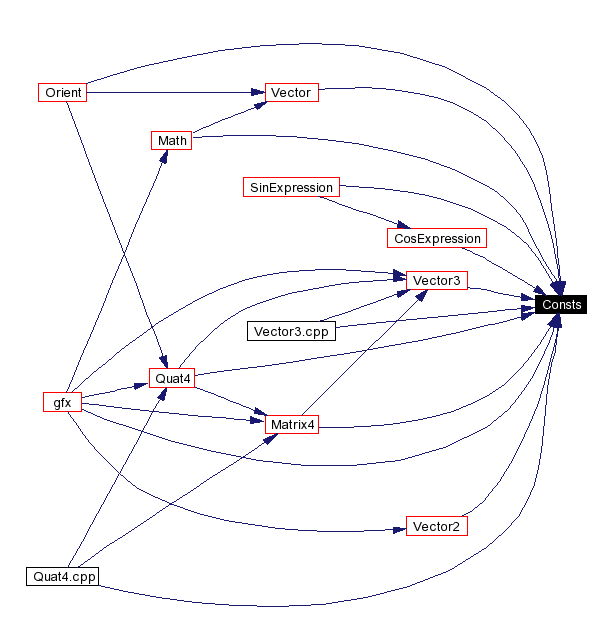 Orient
Vector
Math
SinExpression
CosExpression
Vector3
Consts
Vector3.cpp
Quat4
gfx
Matrix4
Vector2
Quat4.cpp